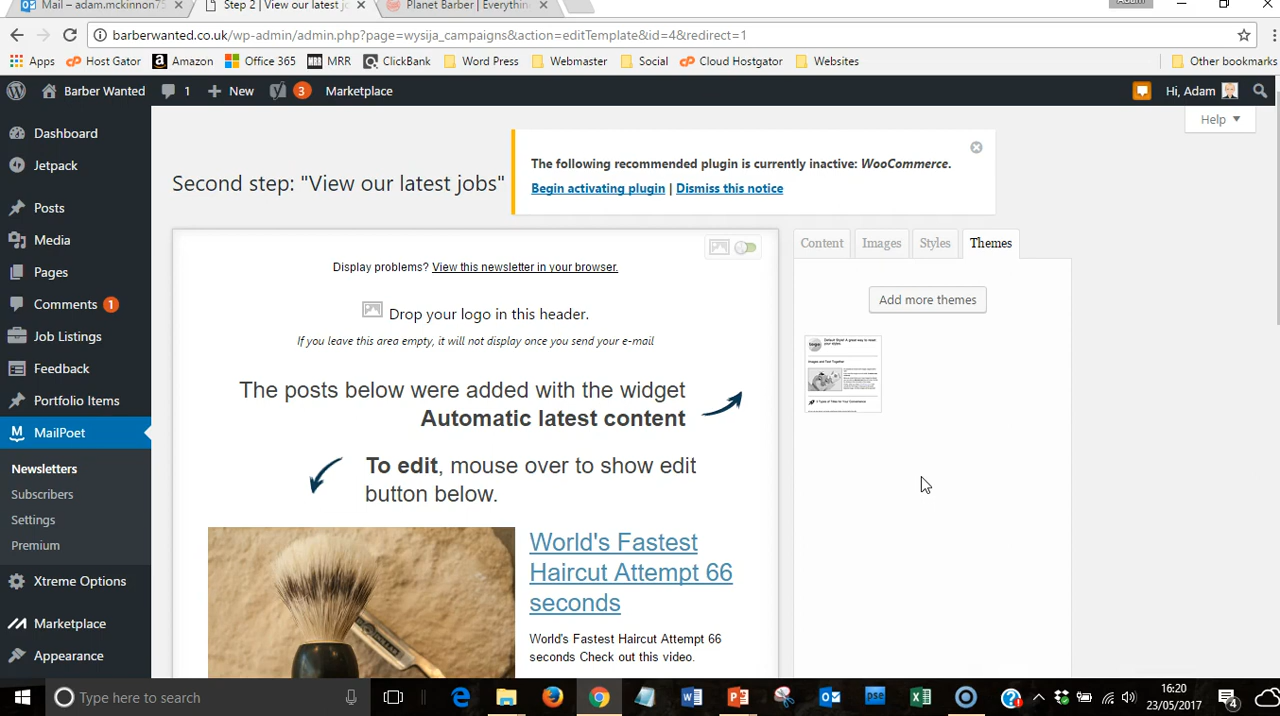 Mail – adam.mckinnon75
Step 2 | View our latest jo
Planet Barber | Everythin
Adam
barberwanted.co.uk/wp-admin/admin.php?page=wysija_campaigns&action=editTemplate&id=4&redirect=1
Apps Host Gator Amazon Office 365 MRR MRR ClickBank Word Press Webmaster Social Cloud Hostgator Websites Other bookmarks
Barber Wanted 1 New 3 Marketplace Hi, Adam
Help
Dashboard
Jetpack
Posts
Media
Pages
Comments 1
Job Listings
Feedback
Portfolio Items
MailPoet
Newsletters
Subscribers
Settings
Premium
Xtreme Options
Marketplace
Appearance
Second step: "View our latest jobs"
The following recommended plugin is currently inactive: WooCommerce.
Begin activating plugin | Dismiss this notice
Display problems? View this newsletter in your browser.
Drop your logo in this header.
If you leave this area empty, it will not display once you send your e-mail
The posts below were added with the widget
Automatic latest content
To edit, mouse over to show edit
button below.
World's Fastest
Haircut Attempt 66
seconds
World's Fastest Haircut Attempt 66
seconds Check out this video.
Content Images Styles Themes
Add more themes
Images and Text Together
Type here to search
pse
4
16:20
23/05/2017